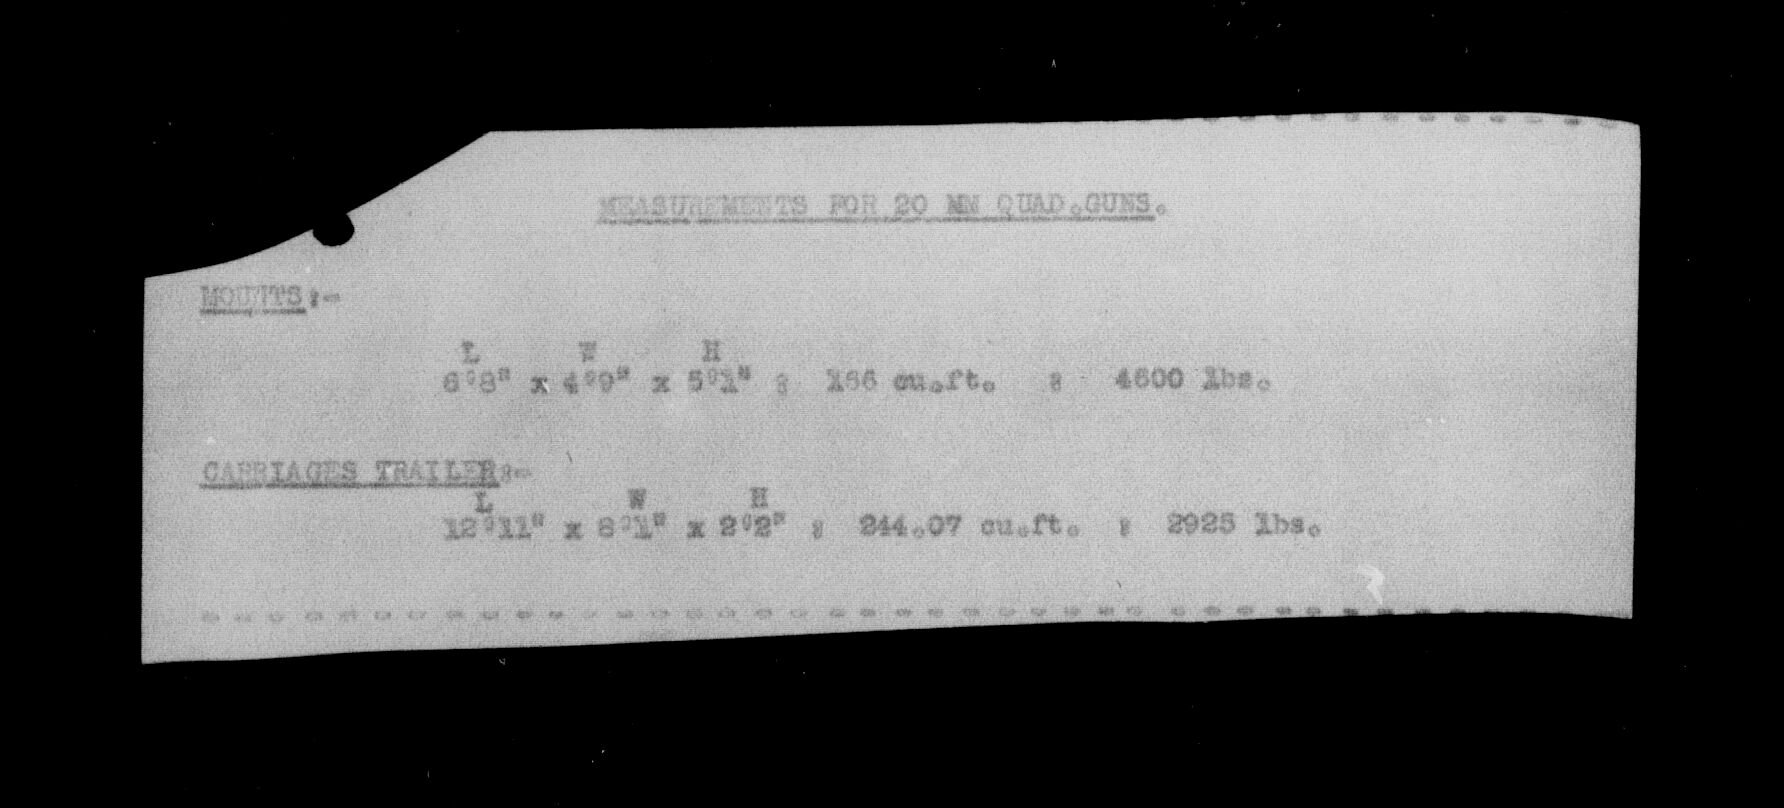 MEASUREMENTS FOR 20 MM QUAD.GUNS.
MOUNTS:-
L W H
6'8" x 4'9" x 5'1" : 166 cu.ft. : 4600 lbs.
CARRIAGES TRAILER:-
L W H
12'11" x 8'1" x 2'2" : 244.07 cu.ft. : 2925 lbs.